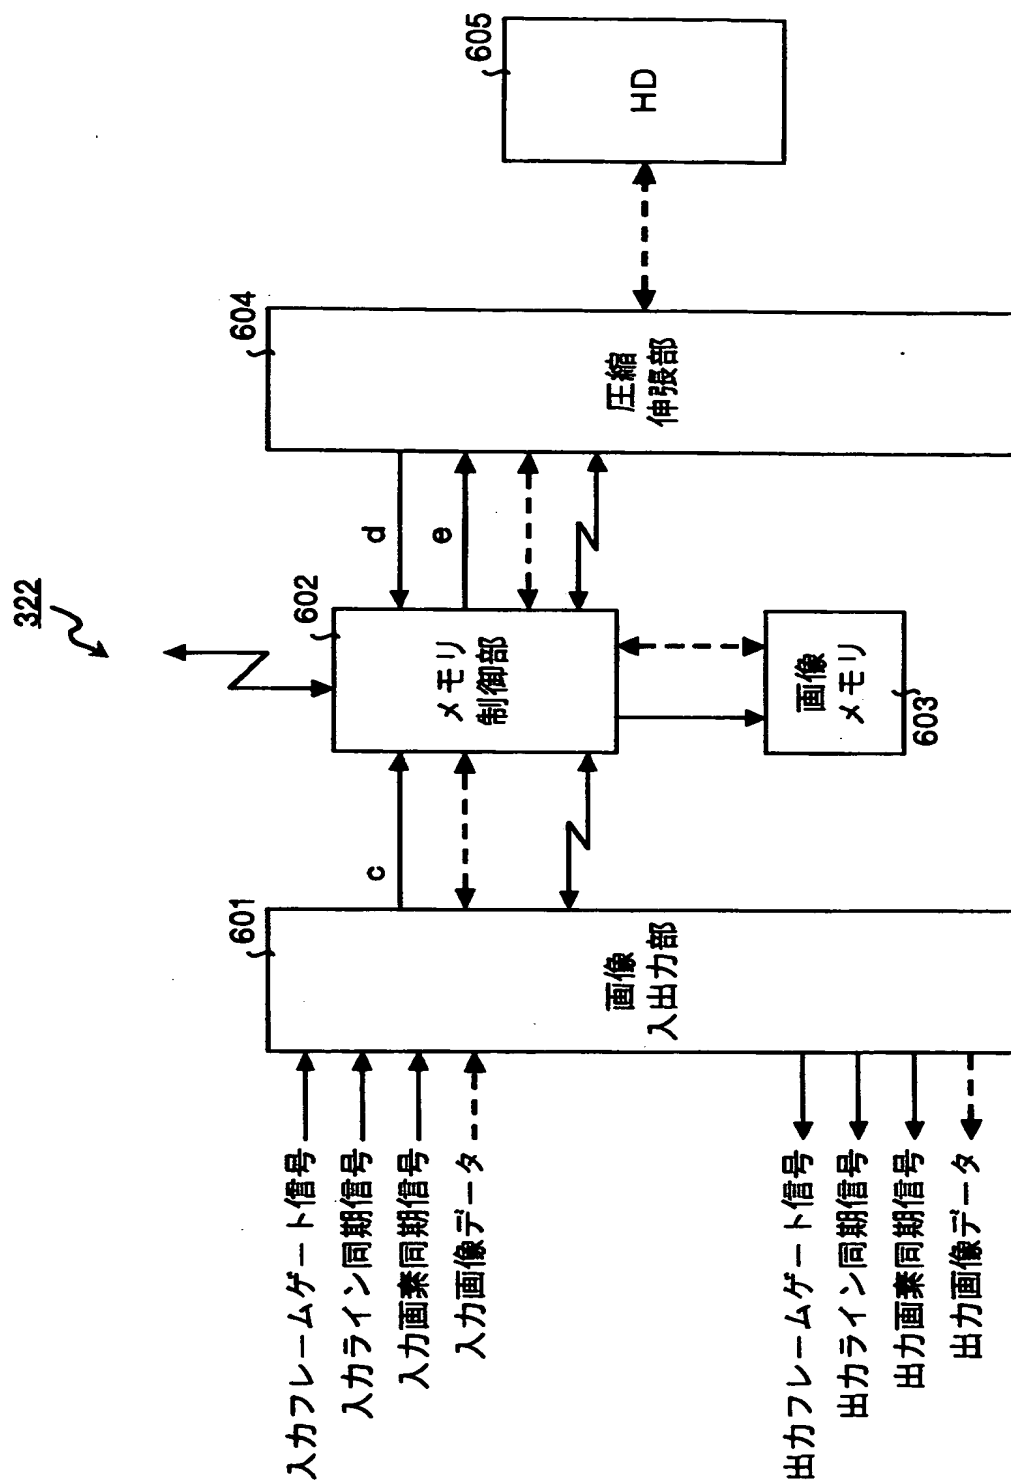 322
入力フレームゲート信号
入力ライン同期信号
入力画素同期信号
入力画像データ
出力フレームゲート信号
出力ライン同期信号
出力画素同期信号
出力画像データ
601
画像
入出力部
c
602
メモリ
制御部
画像
メモリ
603
d
e
604
圧縮
伸張部
605
HD